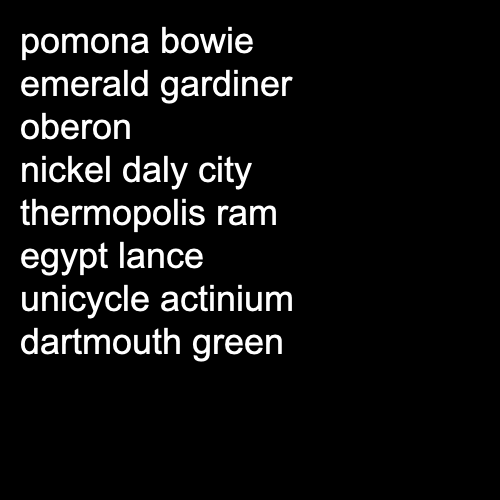 pomona bowie
emerald gardiner
oberon
nickel daly city
thermopolis ram
egypt lance
unicycle actinium
dartmouth green